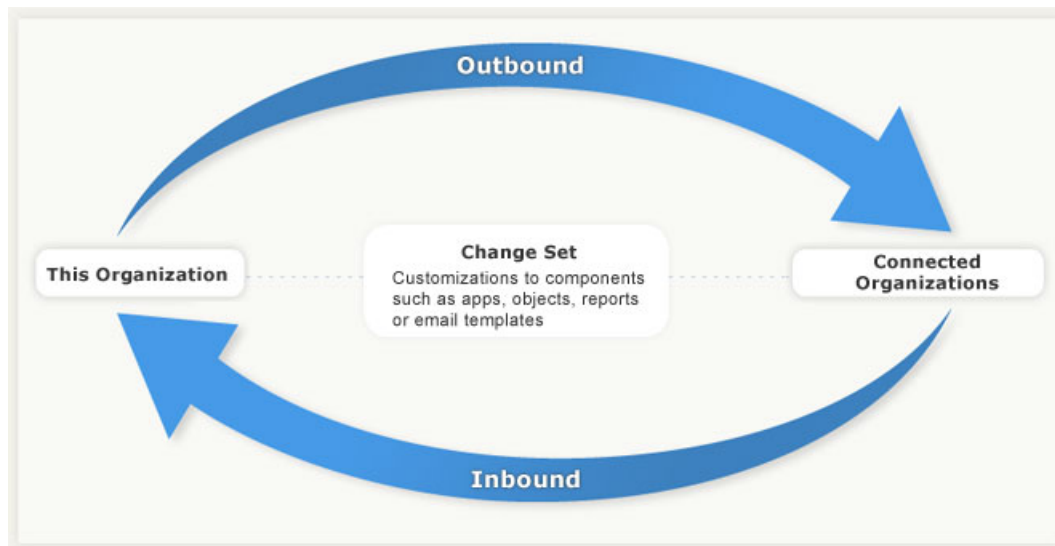 Outbound
This Organization
Change Set
Customizations to components
such as apps, objects, reports
or email templates
Connected
Organizations
Inbound